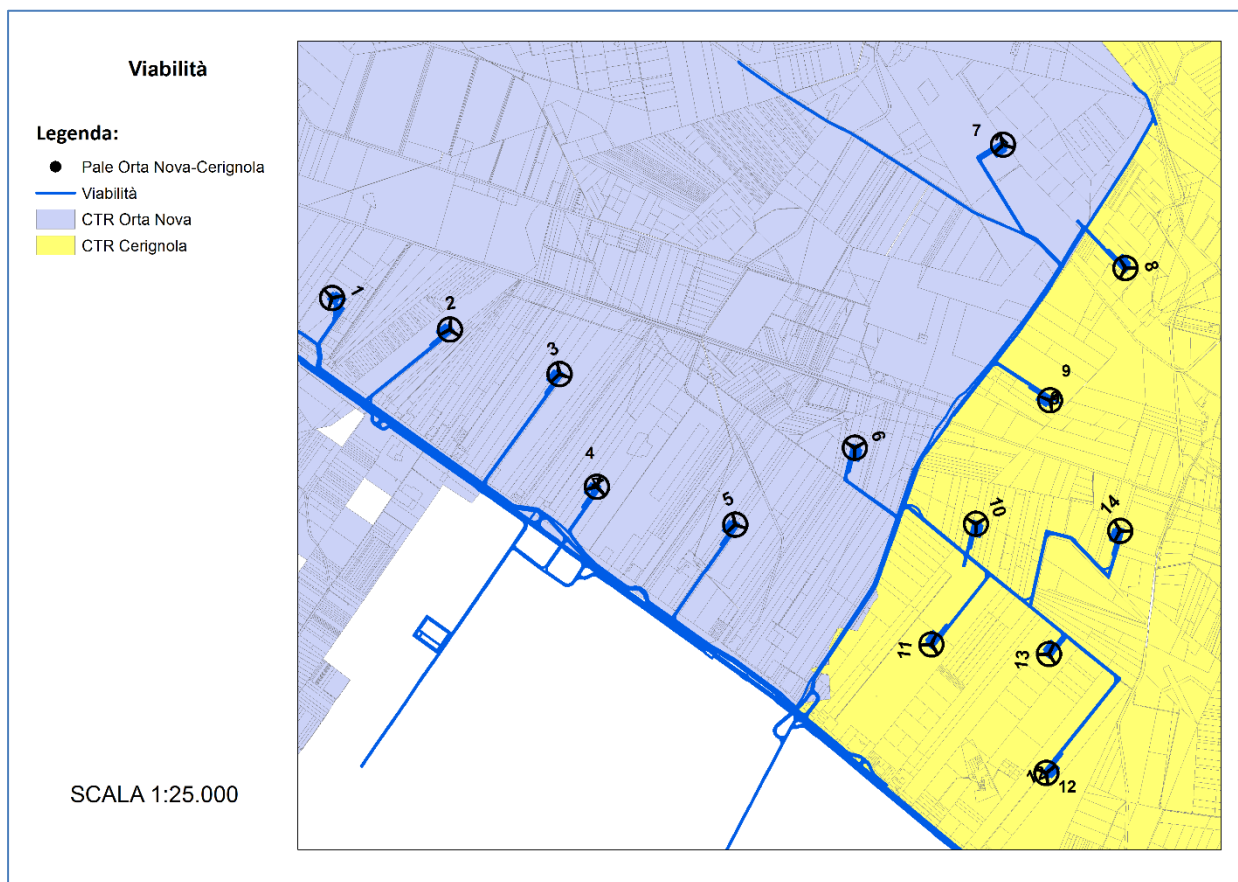 Viabilità
Legenda:
Pale Orta Nova-Cerignola
Viabilità
CTR Orta Nova
CTR Cerignola
SCALA 1:25.000
7
8
1
2
3
9
4
6
5
10
14
11
13
12